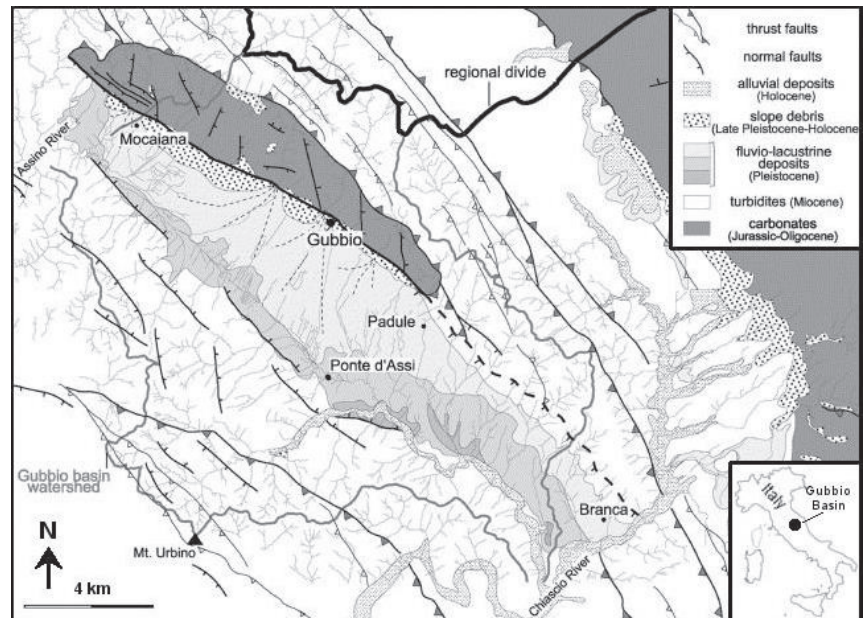 thrust faults
normal faults
alluvial deposits
(Holocene)
slope debris
(Late Pleistocene-Holocene)
fluvio-lacustrine
deposits
(Pleistocene)
turbidites (Miocene)
carbonates
(Jurassic-Oligocene)
regional divide
Assino River
Mocaiana
Gubbio
Padule
Ponte d'Assi
Gubbio basin
watershed
Mt. Urbino
Branca
Chiascio River
N
4 km
Italy
Gubbio
Basin